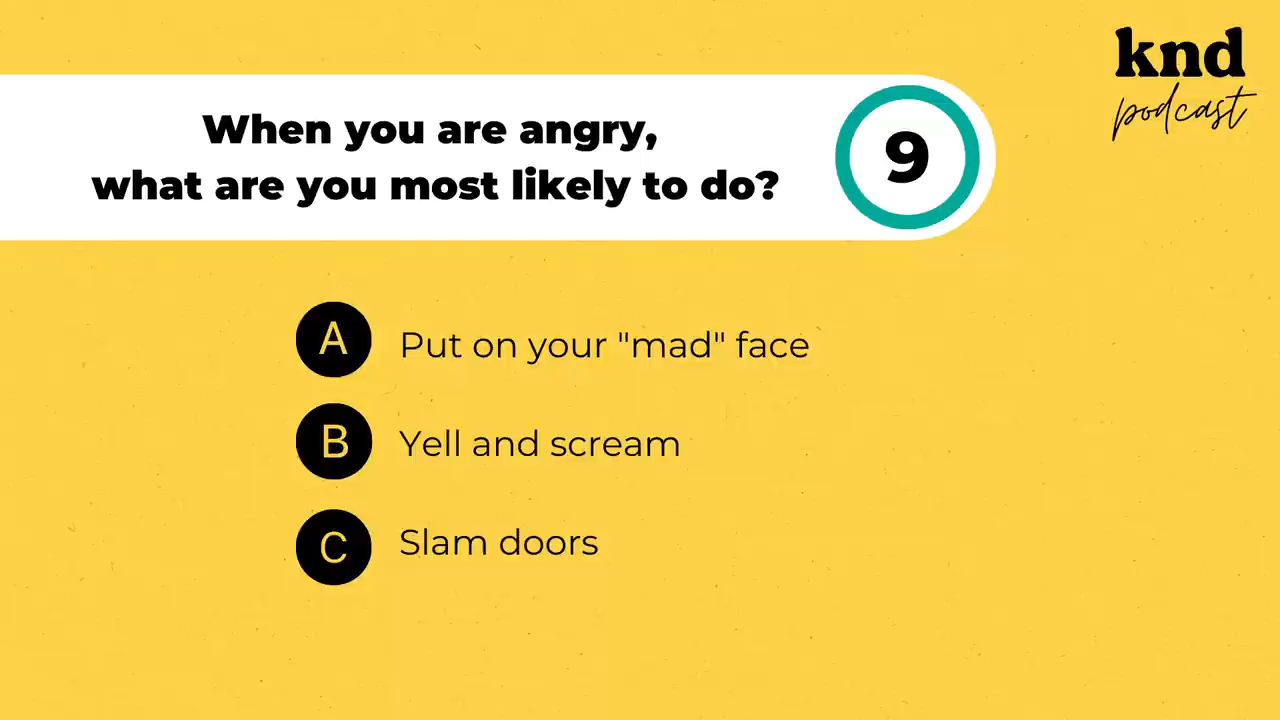 knd
podcast
When you are angry,
what are you most likely to do?
9
A Put on your "mad" face
B Yell and scream
C Slam doors